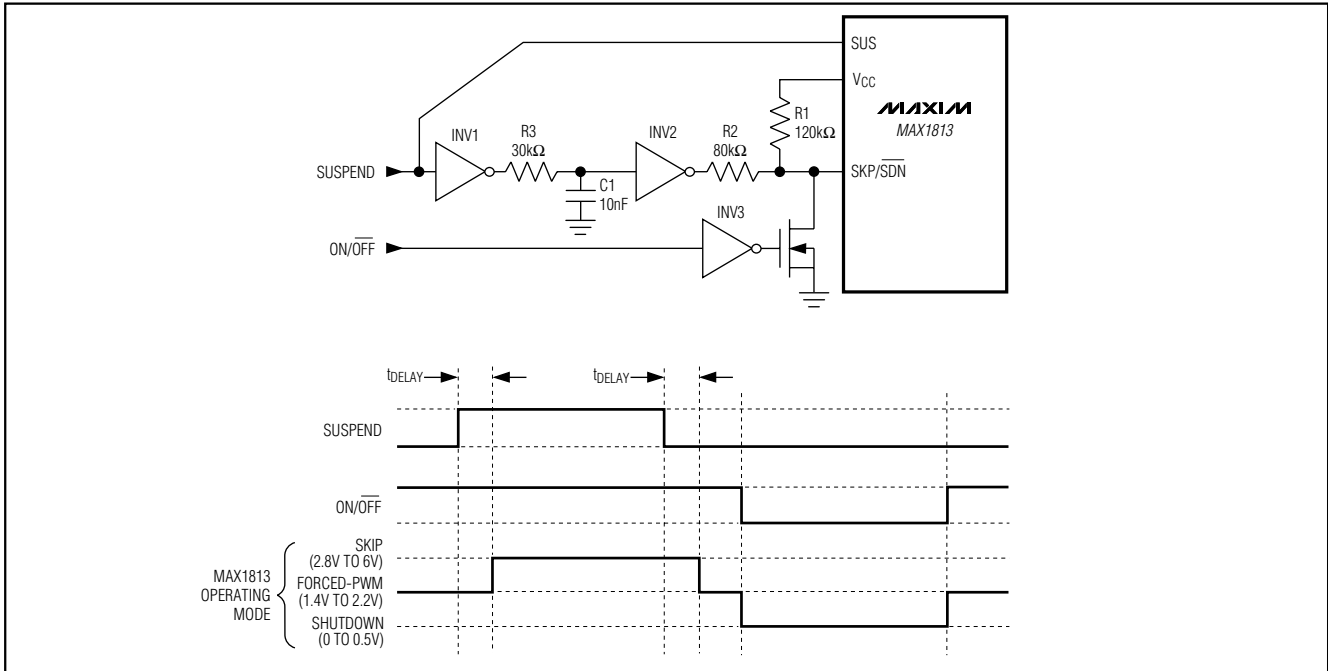 SUS
VCC
MAXIM
MAX1813
R1
120kΩ
INV1
R3
30kΩ
INV2
R2
80kΩ
SUSPEND
SKP/SDN
C1
10nF
INV3
ON/OFF
tDELAY
tDELAY
SUSPEND
ON/OFF
SKIP
(2.8V TO 6V)
MAX1813
OPERATING
MODE
FORCED-PWM
(1.4V TO 2.2V)
SHUTDOWN
(0 TO 0.5V)